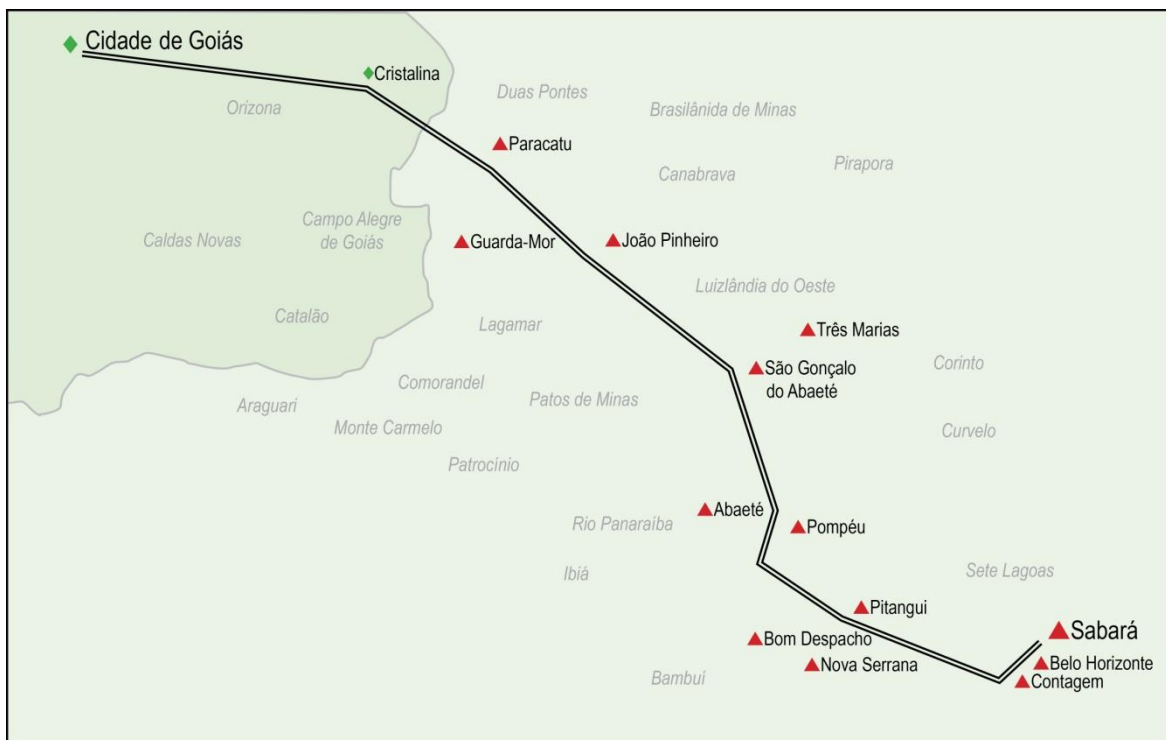 Cidade de Goiás
Cristalina
Duas Pontes
Orizona
Brasilânida de Minas
Paracatu
Canabrava
Pirapora
Campo Alegre
de Goiás
Caldas Novas
Guarda-Mor
João Pinheiro
Luizlândia do Oeste
Catalão
Lagamar
Três Marias
São Gonçalo
do Abaeté
Corinto
Comorandel
Araguari
Patos de Minas
Monte Carmelo
Curvelo
Patrocínio
Abaeté
Rio Panaraíba
Pompéu
Ibiá
Sete Lagoas
Pitangui
Sabará
Bom Despacho
Nova Serrana
Belo Horizonte
Bambuí
Contagem